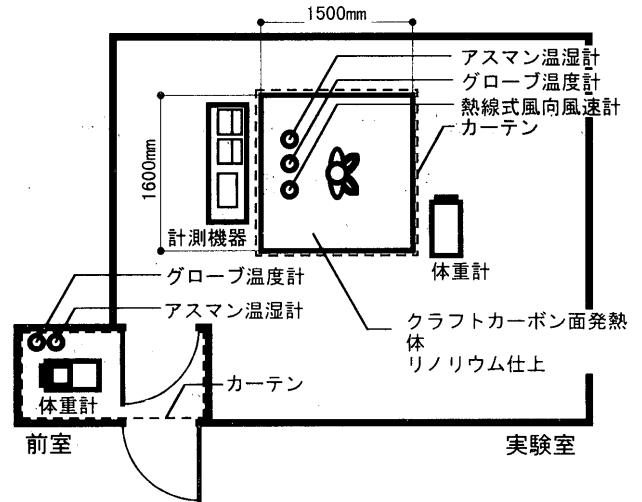 1500mm
アスマン温湿計
グローブ温度計
熱線式風向風速計
カーテン
1600mm
計測機器
体重計
グローブ温度計
アスマン温湿計
クラフトカーボン面発熱
体
リノリウム仕上
カーテン
体重計
前室
実験室